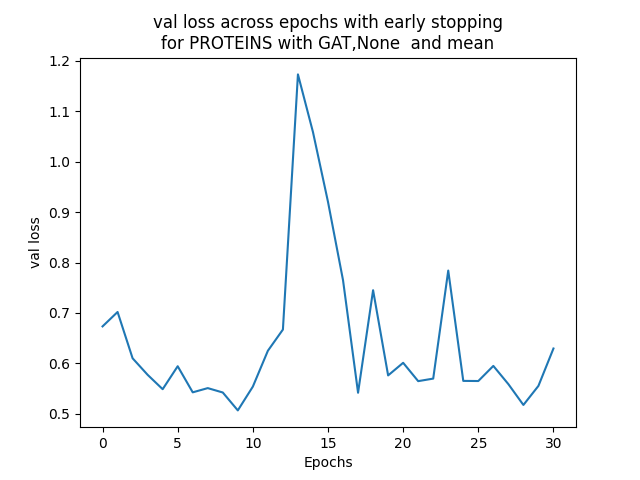 val loss across epochs with early stopping
for PROTEINS with GAT,None  and mean
1.2
1.1
1.0
0.9
0.8
0.7
0.6
0.5
val loss
0 5 10 15 20 25 30
Epochs